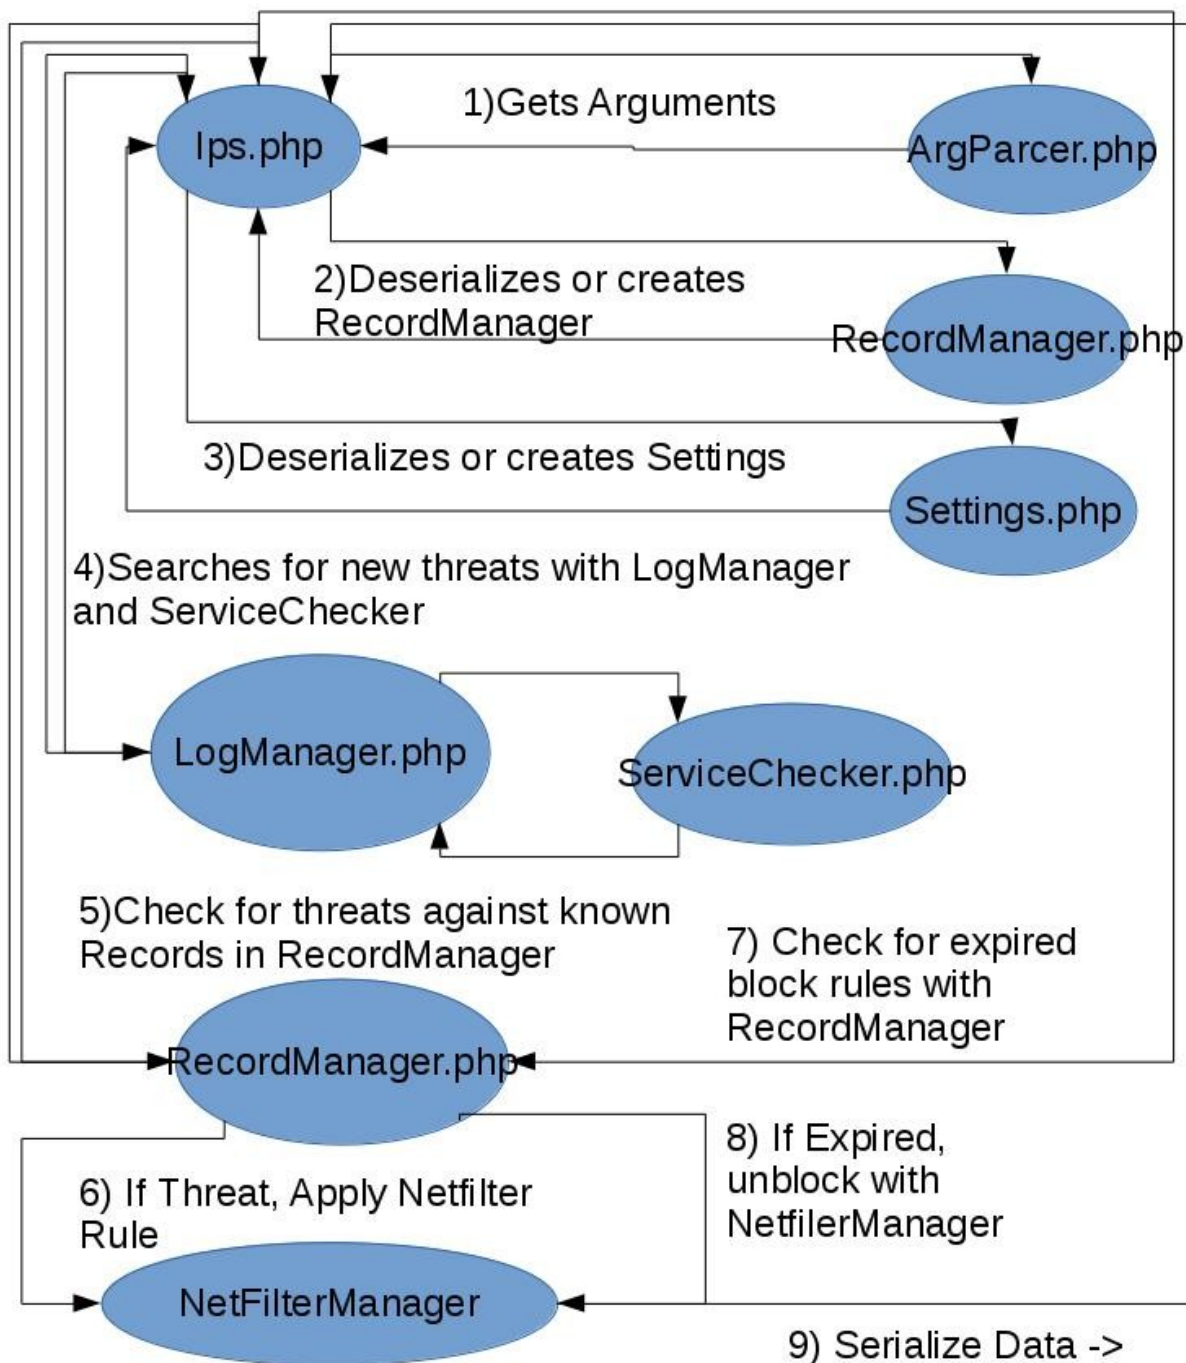 1)Gets Arguments
Ips.php
ArgParcer.php
2)Deserializes or creates
RecordManager
RecordManager.php
3)Deserializes or creates Settings
Settings.php
4)Searches for new threats with LogManager
and ServiceChecker
LogManager.php
ServiceChecker.php
5)Check for threats against known
Records in RecordManager
7) Check for expired
block rules with
RecordManager
RecordManager.php
8) If Expired,
unblock with
NetfilerManager
6) If Threat, Apply Netfilter
Rule
NetFilterManager
9) Serialize Data ->